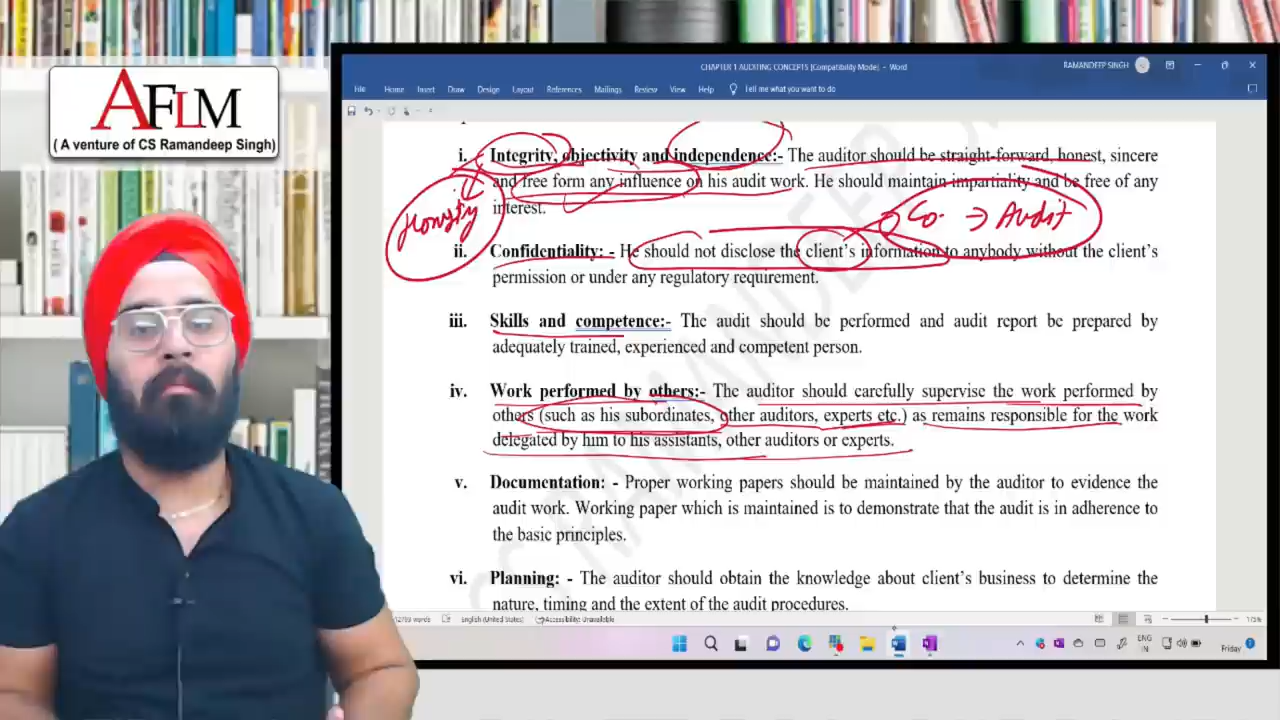 AFLM
( A venture of CS Ramandeep Singh)
CHAPTER 1 AUDITING CONCEPTS [Compatibility Mode] - Word
RAMANDEEP SINGH
File Home Insert Draw Design Layout References Mailings Review View Help Tell me what you want to do
i. Integrity, objectivity and independence:- The auditor should be straight-forward, honest, sincere
and free form any influence on his audit work. He should maintain impartiality and be free of any
interest.
Honesty
Co. → Audit
ii. Confidentiality: - He should not disclose the client's information to anybody without the client's
permission or under any regulatory requirement.
iii. Skills and competence:- The audit should be performed and audit report be prepared by
adequately trained, experienced and competent person.
iv. Work performed by others:- The auditor should carefully supervise the work performed by
others (such as his subordinates, other auditors, experts etc.) as remains responsible for the work
delegated by him to his assistants, other auditors or experts.
v. Documentation: - Proper working papers should be maintained by the auditor to evidence the
audit work. Working paper which is maintained is to demonstrate that the audit is in adherence to
the basic principles.
vi. Planning: - The auditor should obtain the knowledge about client's business to determine the
nature, timing and the extent of the audit procedures.
words English (United States) Accessibility: Unavailable
ENG
IN
Friday